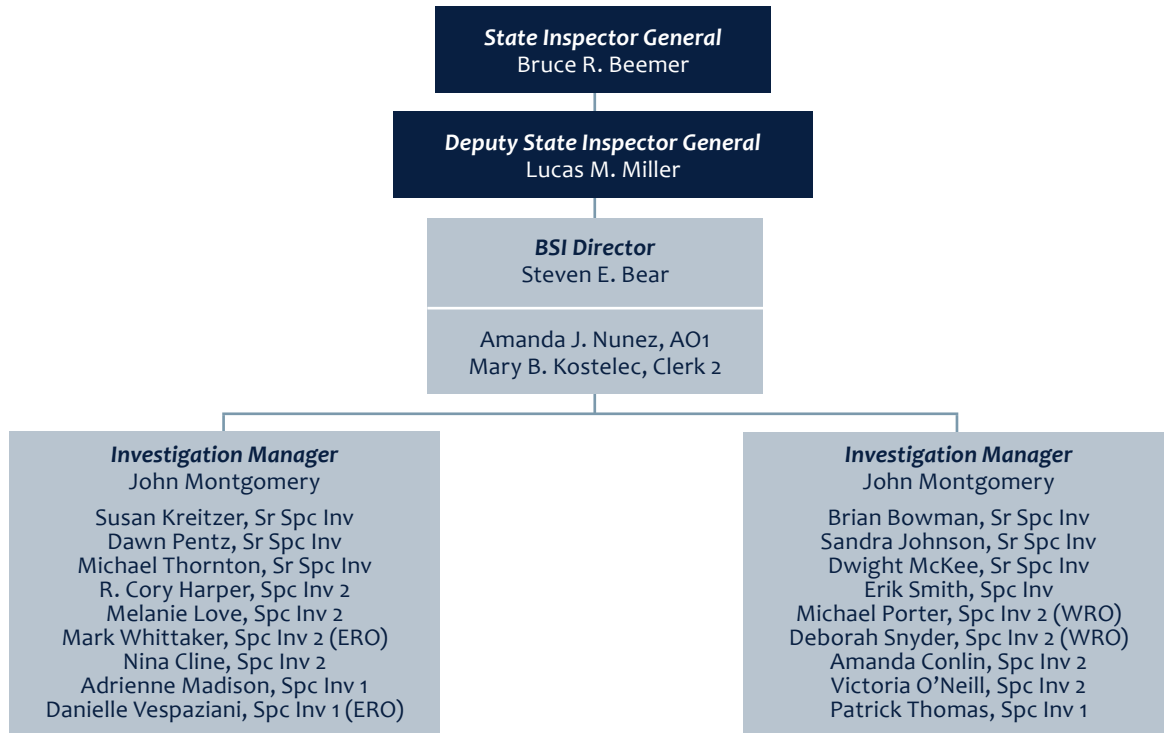 State Inspector General
Bruce R. Beemer
Deputy State Inspector General
Lucas M. Miller
BSI Director
Steven E. Bear
Amanda J. Nunez, AO1
Mary B. Kostelec, Clerk 2
Investigation Manager
John Montgomery
Susan Kreitzer, Sr Spc Inv
Dawn Pentz, Sr Spc Inv
Michael Thornton, Sr Spc Inv
R. Cory Harper, Spc Inv 2
Melanie Love, Spc Inv 2
Mark Whittaker, Spc Inv 2 (ERO)
Nina Cline, Spc Inv 2
Adrienne Madison, Spc Inv 1
Danielle Vespaziani, Spc Inv 1 (ERO)
Investigation Manager
John Montgomery
Brian Bowman, Sr Spc Inv
Sandra Johnson, Sr Spc Inv
Dwight McKee, Sr Spc Inv
Erik Smith, Spc Inv
Michael Porter, Spc Inv 2 (WRO)
Deborah Snyder, Spc Inv 2 (WRO)
Amanda Conlin, Spc Inv 2
Victoria O’Neill, Spc Inv 2
Patrick Thomas, Spc Inv 1